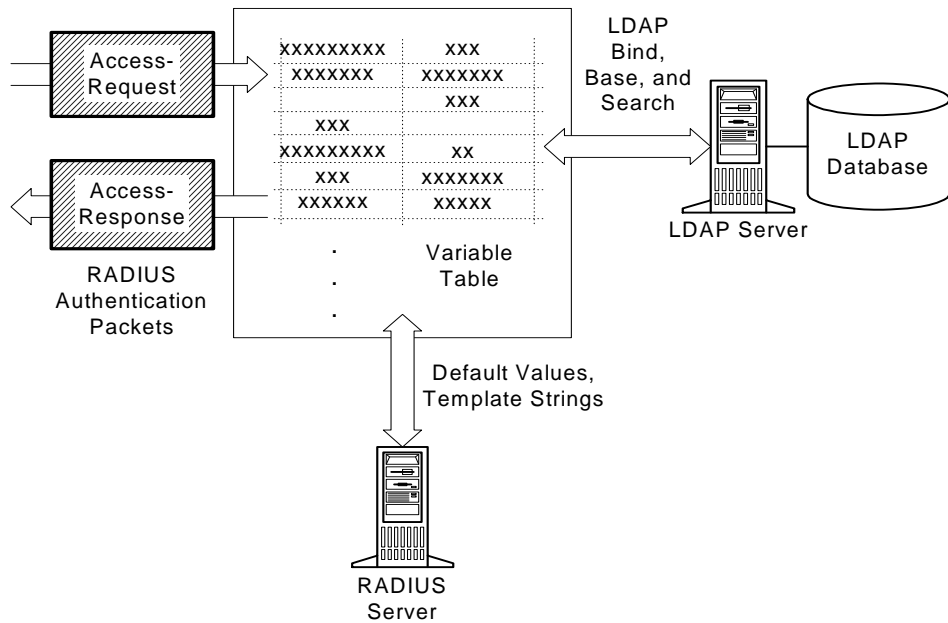 Access-
Request
xxxxxxxxx xxx
xxxxxxx xxxxxxx
xxx
xxx
xxxxxxxxx xx
xxx xxxxxxx
xxxxxx xxxxx
.
.
.
Variable
Table
Access-
Response
RADIUS
Authentication
Packets
LDAP
Bind,
Base, and
Search
LDAP Server
LDAP
Database
Default Values,
Template Strings
RADIUS
Server